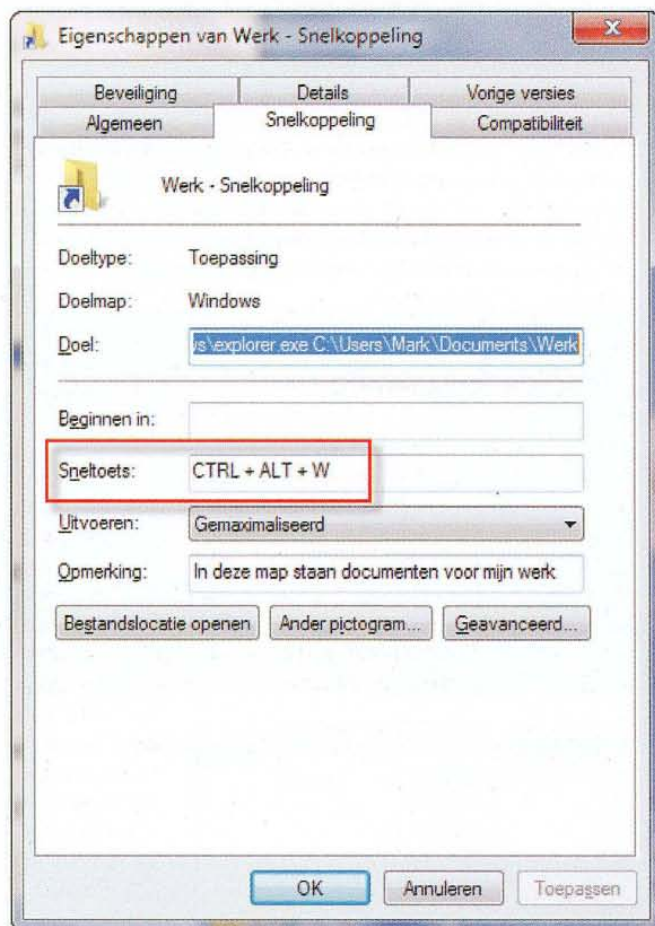 Eigenschappen van Werk - Snelkoppeling
Beveiliging Details Vorige versies
Algemeen Snelkoppeling Compatibiliteit
Werk - Snelkoppeling
Doeltype: Toepassing
Doelmap: Windows
Doel: vs\explorer.exe C:\Users\Mark\Documents\Werk
Beginnen in:
Sneltoets: CTRL + ALT + W
Uitvoeren: Gemaximaliseerd
Opmerking: In deze map staan documenten voor mijn werk
Bestandslocatie openen Ander pictogram... Geavanceerd...
OK Annuleren Toepassen